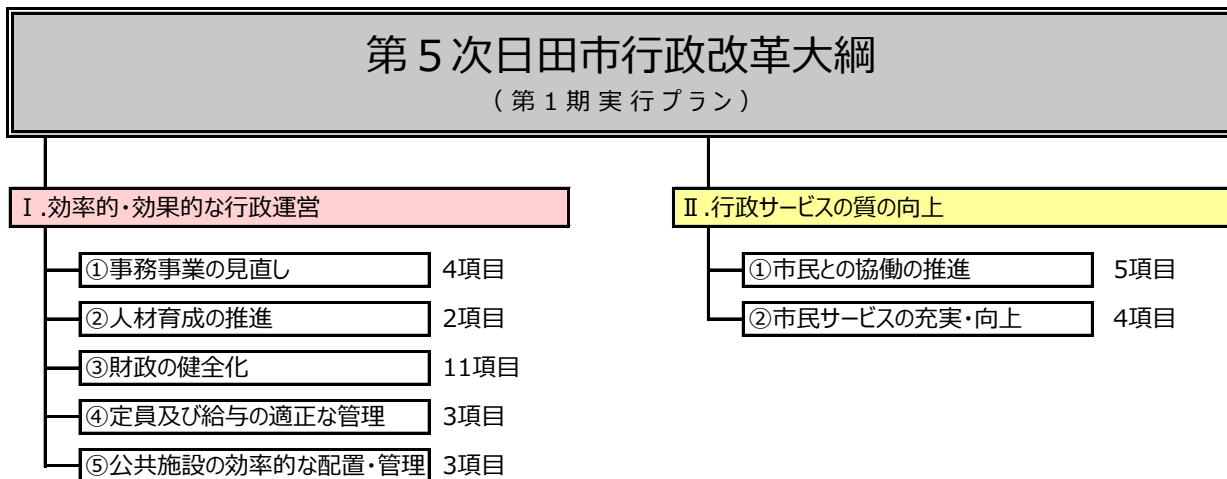 第5次日田市行政改革大綱
(第1期実行プラン)
Ⅰ.効率的・効果的な行政運営
①事務事業の見直し 4項目
②人材育成の推進 2項目
③財政の健全化 11項目
④定員及び給与の適正な管理 3項目
⑤公共施設の効率的な配置・管理 3項目
Ⅱ.行政サービスの質の向上
①市民との協働の推進 5項目
②市民サービスの充実・向上 4項目